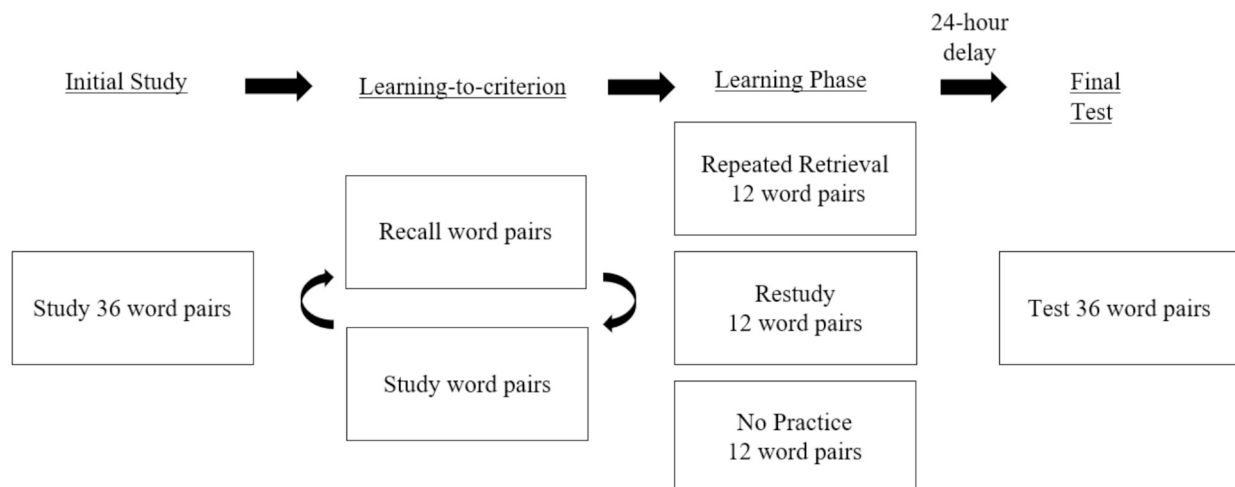 Initial Study
Learning-to-criterion
Learning Phase
24-hour
delay
Final
Test
Study 36 word pairs
Recall word pairs
Study word pairs
Repeated Retrieval
12 word pairs
Restudy
12 word pairs
No Practice
12 word pairs
Test 36 word pairs